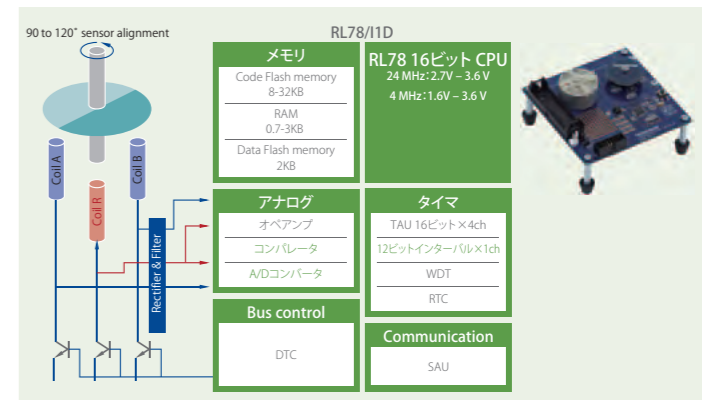 90 to 120˚ sensor alignment
RL78/I1D
Coil A
Coil R
Coil B
Rectifier & Filter
メモリ
Code Flash memory
8-32KB
RAM
0.7-3KB
Data Flash memory
2KB
RL78 16ビット CPU
24 MHz：2.7V – 3.6 V
4 MHz：1.6V – 3.6 V
アナログ
オペアンプ
コンパレータ
A/Dコンバータ
タイマ
TAU 16ビット×4ch
12ビットインターバル×1ch
WDT
RTC
Bus control
DTC
Communication
SAU